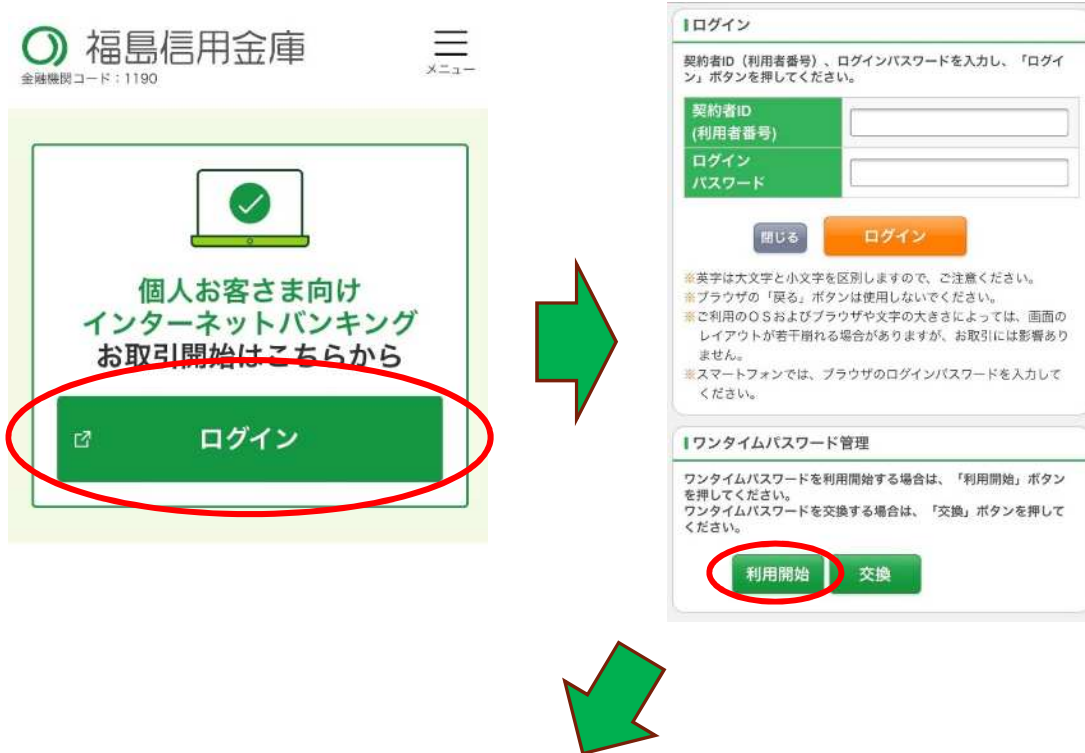 福島信用金庫
金融機関コード：1190
メニュー
個人お客さま向け
インターネットバンキング
お取引開始はこちらから
ログイン
ログイン
契約者ID（利用者番号）、ログインパスワードを入力し、「ログイ
ン」ボタンを押してください。
契約者ID
(利用者番号)
ログイン
パスワード
閉じる
ログイン
※英字は大文字と小文字を区別しますので、ご注意ください。
※ブラウザの「戻る」ボタンは使用しないでください。
※ご利用のＯＳおよびブラウザや文字の大きさによっては、画面の
レイアウトが若干崩れる場合がありますが、お取引には影響あり
ません。
※スマートフォンでは、ブラウザのログインパスワードを入力して
ください。
ワンタイムパスワード管理
ワンタイムパスワードを利用開始する場合は、「利用開始」ボタン
を押してください。
ワンタイムパスワードを交換する場合は、「交換」ボタンを押して
ください。
利用開始
交換